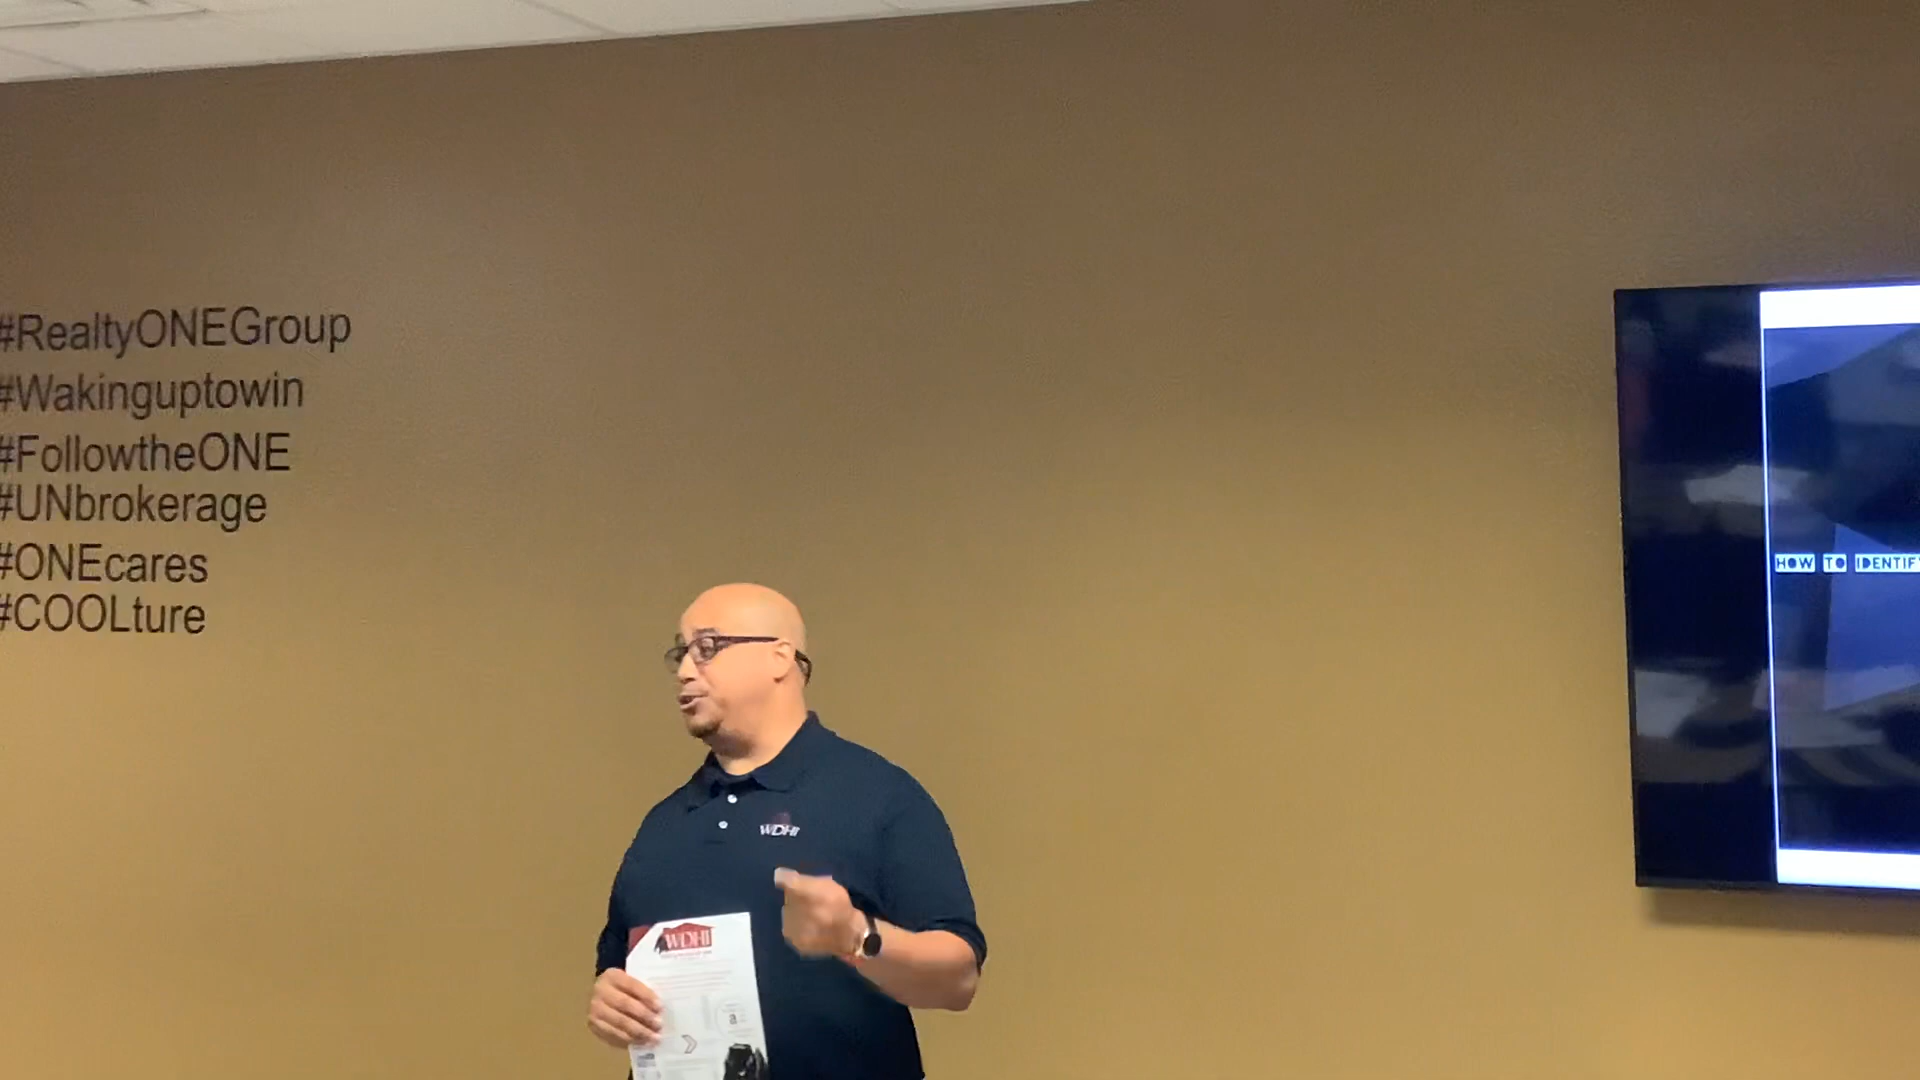 #RealtyONEGroup
#Wakinguptowin
#FollowtheONE
#UNbrokerage
#ONEcares
#COOLture
HOW TO IDENTIF
WDHI
WDHI